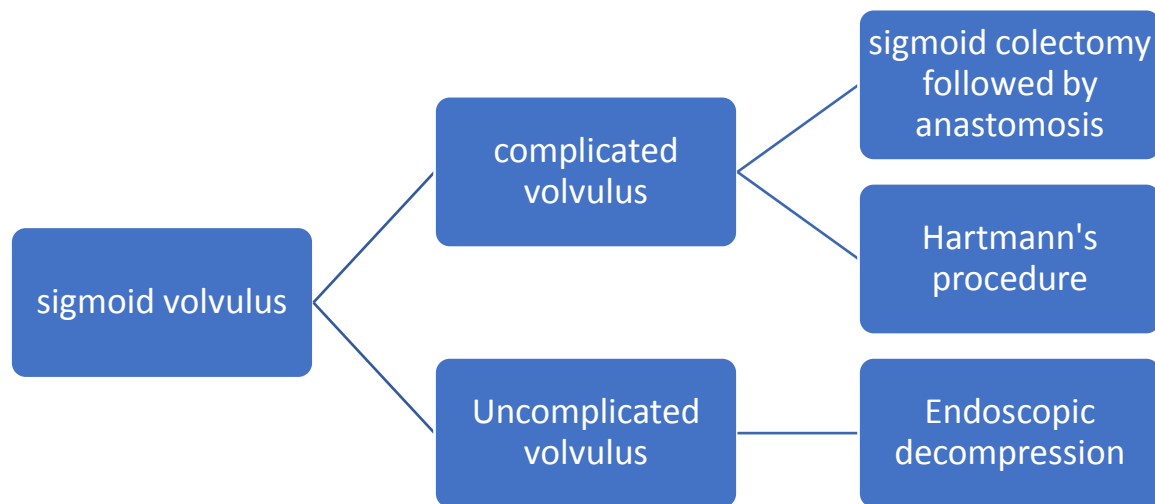 sigmoid volvulus
complicated
volvulus
sigmoid colectomy
followed by
anastomosis
Hartmann's
procedure
Uncomplicated
volvulus
Endoscopic
decompression